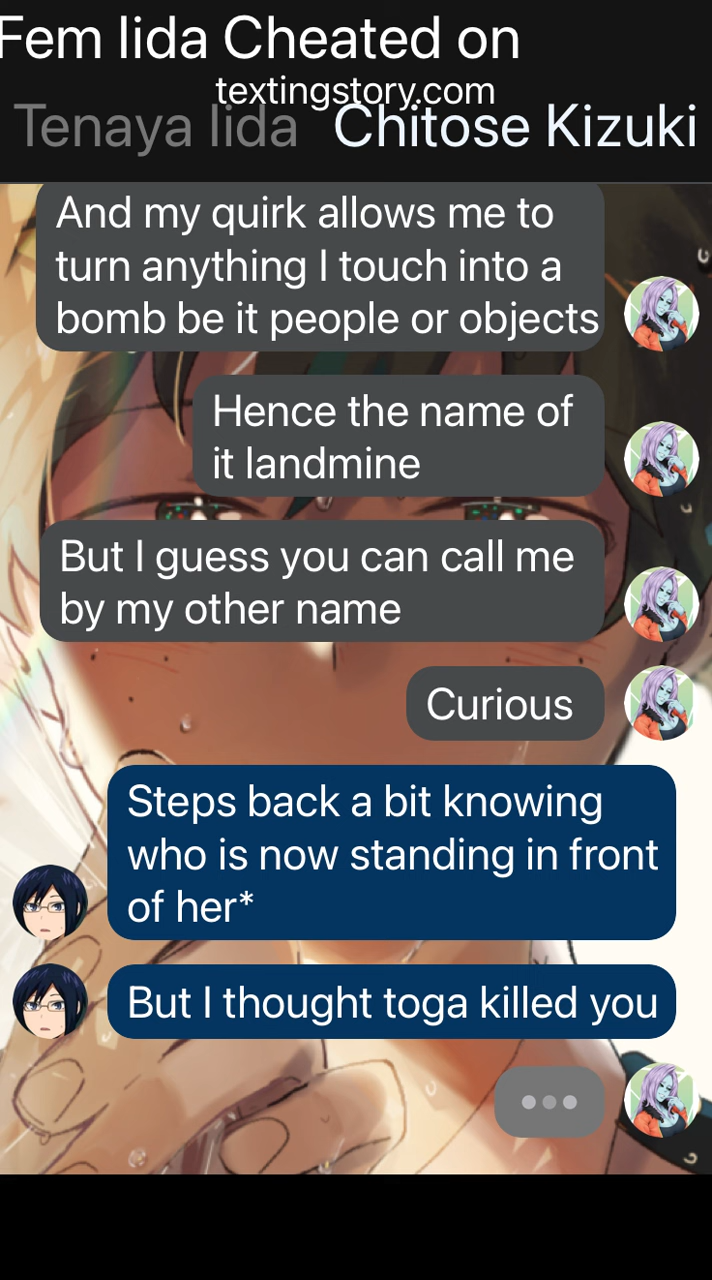 Fem Iida Cheated on
textingstory.com
Tenaya Iida Chitose Kizuki
And my quirk allows me to
turn anything I touch into a
bomb be it people or objects
Hence the name of
it landmine
But I guess you can call me
by my other name
Curious
Steps back a bit knowing
who is now standing in front
of her*
But I thought toga killed you